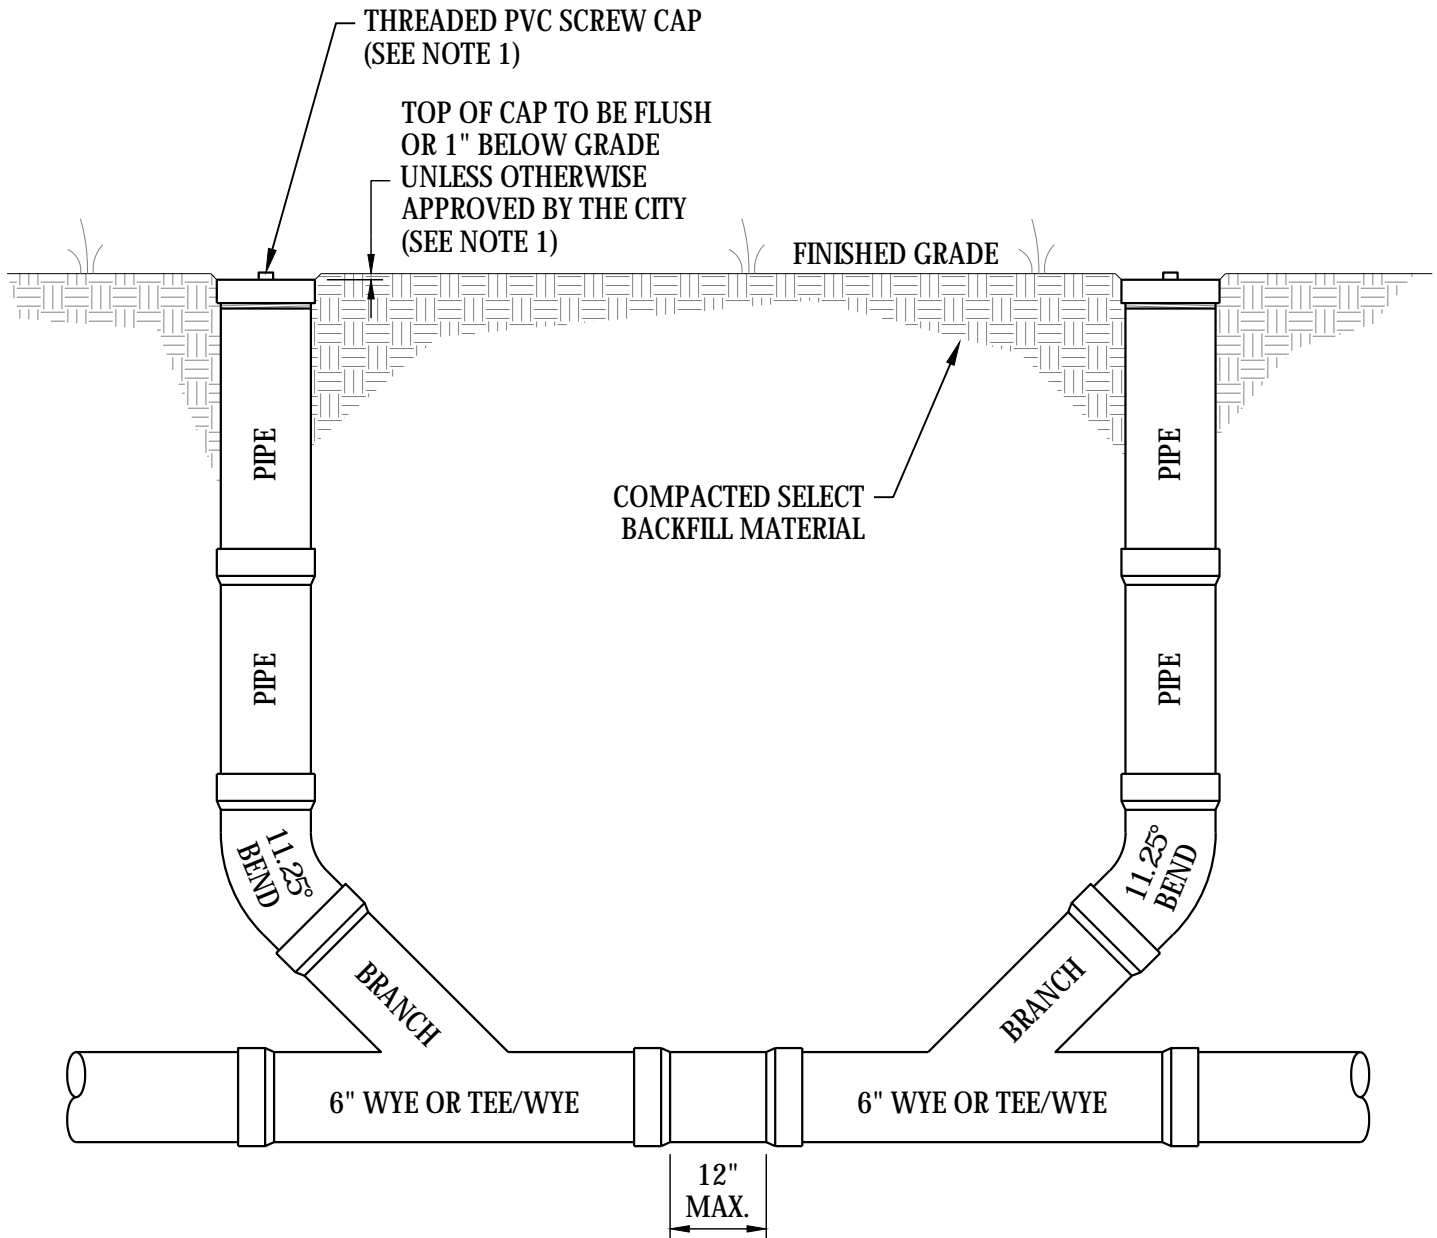 THREADED PVC SCREW CAP
(SEE NOTE 1)
TOP OF CAP TO BE FLUSH
OR 1" BELOW GRADE
UNLESS OTHERWISE
APPROVED BY THE CITY
(SEE NOTE 1)
FINISHED GRADE
PIPE
PIPE
COMPACTED SELECT
BACKFILL MATERIAL
PIPE
PIPE
11.25°
BEND
11.25°
BEND
BRANCH
BRANCH
6" WYE OR TEE/WYE
6" WYE OR TEE/WYE
12"
MAX.